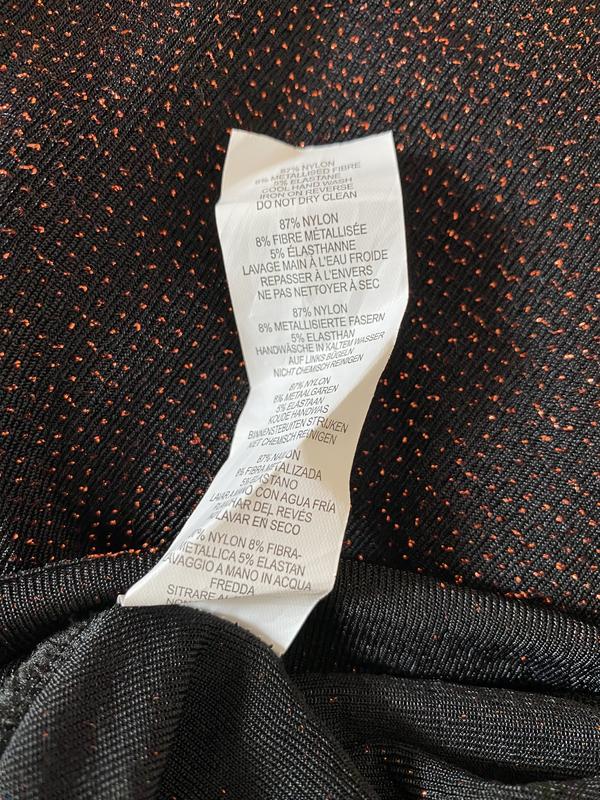 87% NYLON
8% METALLISED FIBRE
5% ELASTANE
COOL HAND WASH
IRON ON REVERSE
DO NOT DRY CLEAN
87% NYLON
8% FIBRE MÉTALLISÉE
5% ÉLASTHANNE
LAVAGE MAIN À L'EAU FROIDE
REPASSER À L'ENVERS
NE PAS NETTOYER À SEC
87% NYLON
8% METALLISIERTE FASERN
5% ELASTHAN
HANDWÄSCHE IN KALTEM WASSER
AUF LINKS BÜGELN
NICHT CHEMISCH REINIGEN
87% NYLON
8% METAALGAREN
5% ELASTAAN
KOUDE HANDWAS
BINNENSTEBUITEN STRIJKEN
NIET CHEMISCH REINIGEN
87% NYLON
8% FIBRA METALIZADA
5% ELASTANO
LAVAR A MANO CON AGUA FRÍA
PLANCHAR DEL REVÉS
LAVAR EN SECO
% NYLON 8% FIBRA-
METALLICA 5% ELASTAN
LAVAGGIO A MANO IN ACQUA
FREDDA
SITRARE